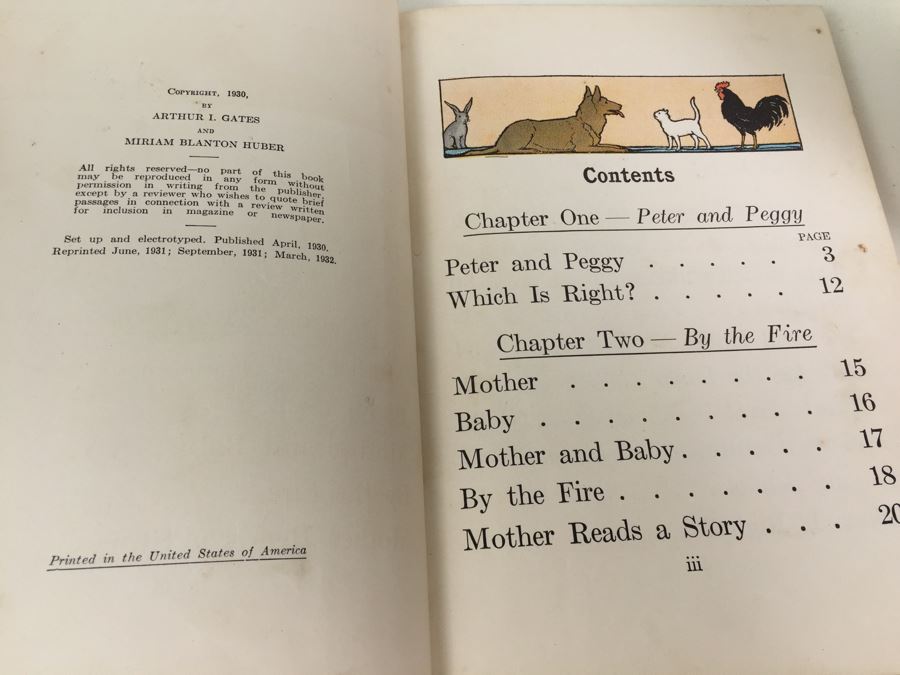 COPYRIGHT, 1930,
BY
ARTHUR I. GATES
AND
MIRIAM BLANTON HUBER
All rights reserved—no part of this book
may be reproduced in any form without
permission in writing from the publisher,
except by a reviewer who wishes to quote brief
passages in connection with a review written
for inclusion in magazine or newspaper.
Set up and electrotyped. Published April, 1930.
Reprinted June, 1931; September, 1931; March, 1932.
Printed in the United States of America
Contents
Chapter One — Peter and Peggy
PAGE
Peter and Peggy . . . . . 3
Which Is Right? . . . . . 12
Chapter Two — By the Fire
Mother . . . . . . . . 15
Baby . . . . . . . . . 16
Mother and Baby . . . . . 17
By the Fire . . . . . . . 18
Mother Reads a Story . . . 20
iii